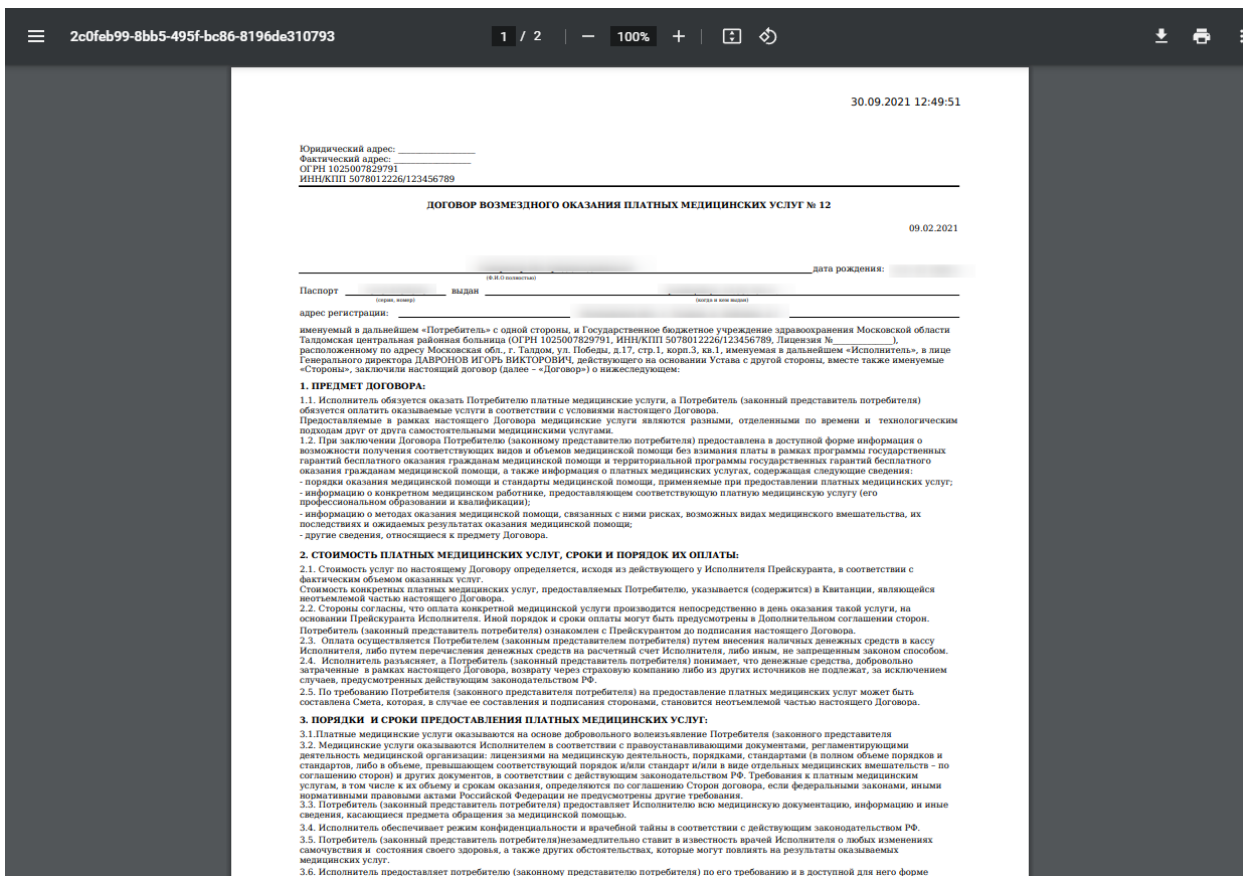 2c0feb99-8bb5-495f-bc86-8196de310793
1 / 2
100%
30.09.2021 12:49:51
Юридический адрес: _________________
Фактический адрес: _________________
ОГРН 1025007829791
ИНН/КПП 5078012226/123456789
ДОГОВОР ВОЗМЕЗДНОГО ОКАЗАНИЯ ПЛАТНЫХ МЕДИЦИНСКИХ УСЛУГ № 12
09.02.2021
дата рождения:
(Ф.И.О полностью)
Паспорт выдан
(серия, номер) (когда и кем выдан)
адрес регистрации:
именуемый в дальнейшем «Потребитель» с одной стороны, и Государственное бюджетное учреждение здравоохранения Московской области
Талдомская центральная районная больница (ОГРН 1025007829791, ИНН/КПП 5078012226/123456789, Лицензия №_____________),
расположенному по адресу Московская обл., г. Талдом, ул. Победы, д.17, стр.1, корп.3, кв.1, именуемая в дальнейшем «Исполнитель», в лице
Генерального директора ДАВРОНОВ ИГОРЬ ВИКТОРОВИЧ, действующего на основании Устава с другой стороны, вместе также именуемые
«Стороны», заключили настоящий договор (далее – «Договор») о нижеследующем:
1. ПРЕДМЕТ ДОГОВОРА:
1.1. Исполнитель обязуется оказать Потребителю платные медицинские услуги, а Потребитель (законный представитель потребителя)
обязуется оплатить оказываемые услуги в соответствии с условиями настоящего Договора.
Предоставляемые в рамках настоящего Договора медицинские услуги являются разными, отделенными по времени и технологическим
подходам друг от друга самостоятельными медицинскими услугами.
1.2. При заключении Договора Потребителю (законному представителю потребителя) предоставлена в доступной форме информация о
возможности получения соответствующих видов и объемов медицинской помощи без взимания платы в рамках программы государственных
гарантий бесплатного оказания гражданам медицинской помощи и территориальной программы государственных гарантий бесплатного
оказания гражданам медицинской помощи, а также информация о платных медицинских услугах, содержащая следующие сведения:
- порядки оказания медицинской помощи и стандарты медицинской помощи, применяемые при предоставлении платных медицинских услуг;
- информацию о конкретном медицинском работнике, предоставляющем соответствующую платную медицинскую услугу (его
профессиональном образовании и квалификации);
- информацию о методах оказания медицинской помощи, связанных с ними рисках, возможных видах медицинского вмешательства, их
последствиях и ожидаемых результатах оказания медицинской помощи;
- другие сведения, относящиеся к предмету Договора.
2. СТОИМОСТЬ ПЛАТНЫХ МЕДИЦИНСКИХ УСЛУГ, СРОКИ И ПОРЯДОК ИХ ОПЛАТЫ:
2.1. Стоимость услуг по настоящему Договору определяется, исходя из действующего у Исполнителя Прейскуранта, в соответствии с
фактическим объемом оказанных услуг.
Стоимость конкретных платных медицинских услуг, предоставляемых Потребителю, указывается (содержится) в Квитанции, являющейся
неотъемлемой частью настоящего Договора.
2.2. Стороны согласны, что оплата конкретной медицинской услуги производится непосредственно в день оказания такой услуги, на
основании Прейскуранта Исполнителя. Иной порядок и сроки оплаты могут быть предусмотрены в Дополнительном соглашении сторон.
Потребитель (законный представитель потребителя) ознакомлен с Прейскурантом до подписания настоящего Договора.
2.3. Оплата осуществляется Потребителем (законным представителем потребителя) путем внесения наличных денежных средств в кассу
Исполнителя, либо путем перечисления денежных средств на расчетный счет Исполнителя, либо иным, не запрещенным законом способом.
2.4. Исполнитель разъясняет, а Потребитель (законный представитель потребителя) понимает, что денежные средства, добровольно
затраченные в рамках настоящего Договора, возврату через страховую компанию либо из других источников не подлежат, за исключением
случаев, предусмотренных действующим законодательством РФ.
2.5. По требованию Потребителя (законного представителя потребителя) на предоставление платных медицинских услуг может быть
составлена Смета, которая, в случае ее составления и подписания сторонами, становится неотъемлемой частью настоящего Договора.
3. ПОРЯДКИ И СРОКИ ПРЕДОСТАВЛЕНИЯ ПЛАТНЫХ МЕДИЦИНСКИХ УСЛУГ:
3.1.Платные медицинские услуги оказываются на основе добровольного волеизъявление Потребителя (законного представителя
3.2. Медицинские услуги оказываются Исполнителем в соответствии с правоустанавливающими документами, регламентирующими
деятельность медицинской организации: лицензиями на медицинскую деятельность, порядками, стандартами (в полном объеме порядков и
стандартов, либо в объеме, превышающем соответствующий порядок и/или стандарт и/или в виде отдельных медицинских вмешательств – по
соглашению сторон) и других документов, в соответствии с действующим законодательством РФ. Требования к платным медицинским
услугам, в том числе к их объему и срокам оказания, определяются по соглашению Сторон договора, если федеральными законами, иными
нормативными правовыми актами Российской Федерации не предусмотрены другие требования.
3.3. Потребитель (законный представитель потребителя) предоставляет Исполнителю всю медицинскую документацию, информацию и иные
сведения, касающиеся предмета обращения за медицинской помощью.
3.4. Исполнитель обеспечивает режим конфиденциальности и врачебной тайны в соответствии с действующим законодательством РФ.
3.5. Потребитель (законный представитель потребителя)незамедлительно ставит в известность врачей Исполнителя о любых изменениях
самочувствия и состояния своего здоровья, а также других обстоятельствах, которые могут повлиять на результаты оказываемых
медицинских услуг.
3.6. Исполнитель предоставляет потребителю (законному представителю потребителя) по его требованию и в доступной для него форме